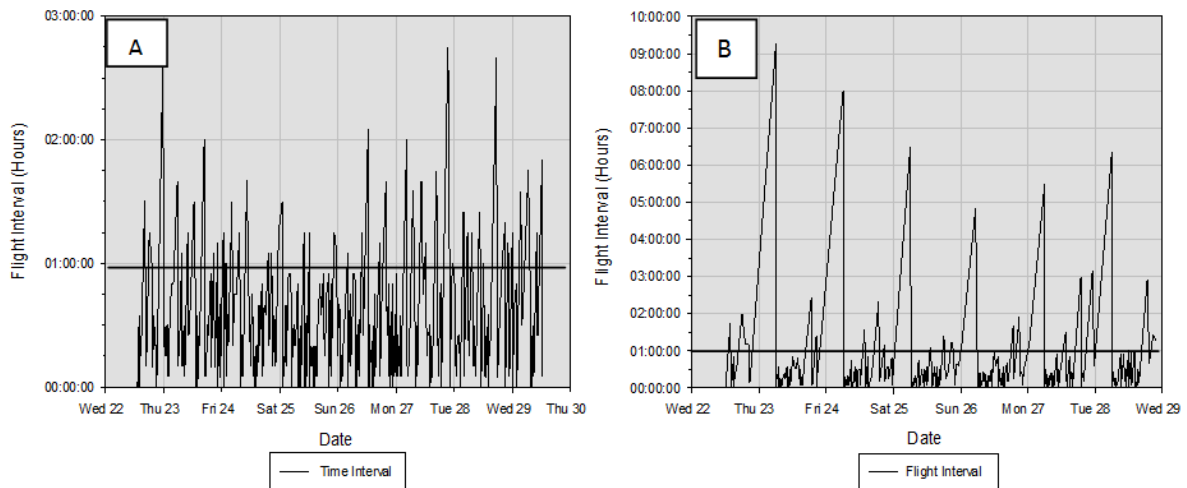 A
03:00:00
02:00:00
01:00:00
00:00:00
Flight Interval (Hours)
Wed 22 Thu 23 Fri 24 Sat 25 Sun 26 Mon 27 Tue 28 Wed 29 Thu 30
Date
Time Interval
B
10:00:00
09:00:00
08:00:00
07:00:00
06:00:00
05:00:00
04:00:00
03:00:00
02:00:00
01:00:00
00:00:00
Flight Interval (Hours)
Wed 22 Thu 23 Fri 24 Sat 25 Sun 26 Mon 27 Tue 28 Wed 29
Date
Flight Interval